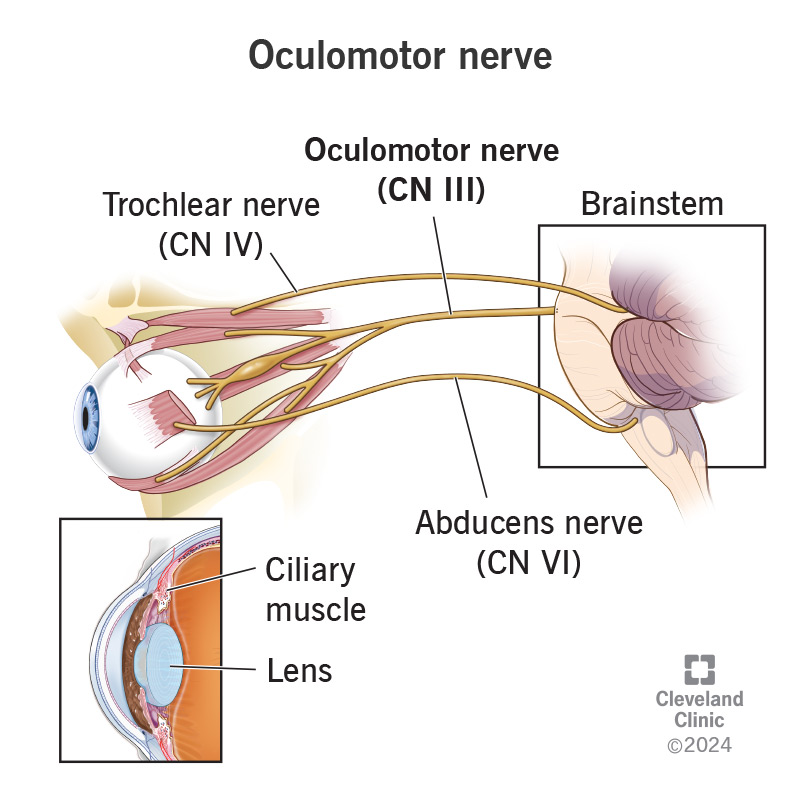 Oculomotor nerve
Oculomotor nerve
(CN III)
Trochlear nerve
(CN IV)
Brainstem
Abducens nerve
(CN VI)
Ciliary
muscle
Lens
Cleveland
Clinic
©2024